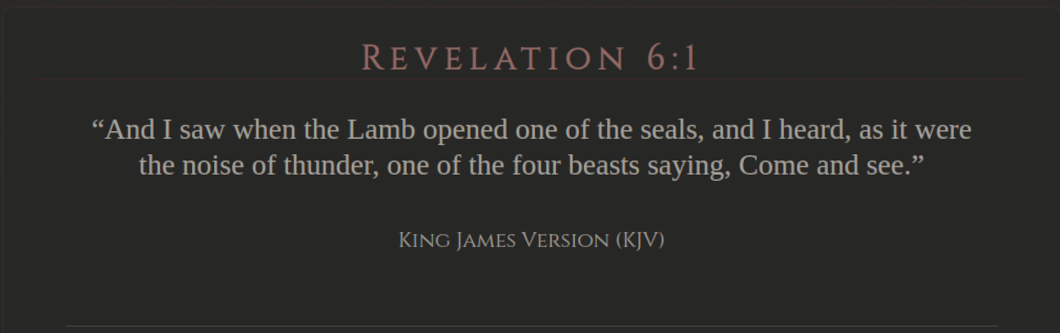 Revelation 6:1
“And I saw when the Lamb opened one of the seals, and I heard, as it were
the noise of thunder, one of the four beasts saying, Come and see.”
King James Version (KJV)